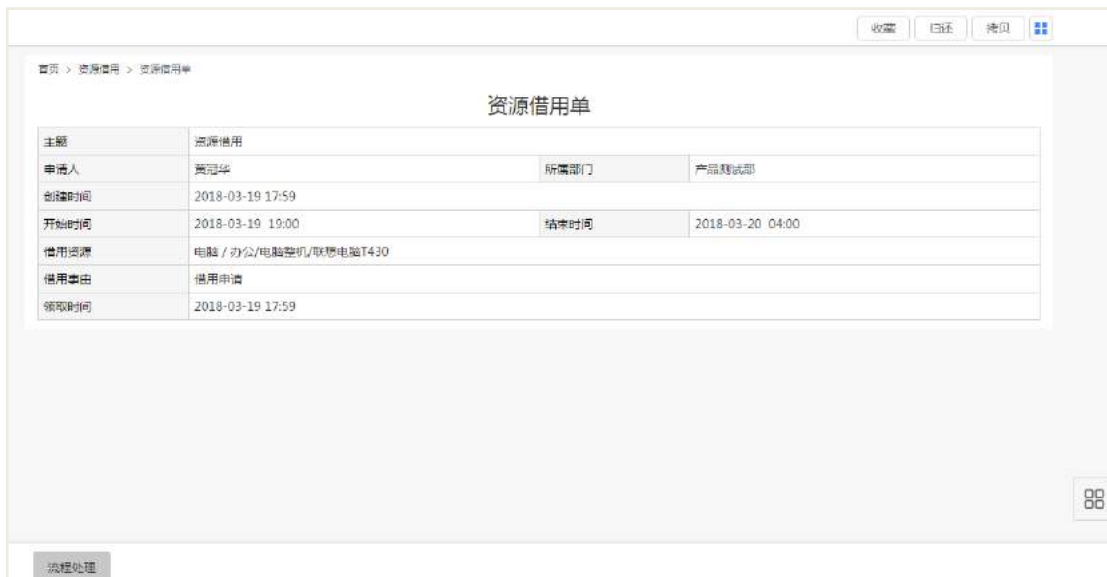 收藏 归还 拷贝
首页 > 资源借用 > 资源借用单
资源借用单
主题 资源借用
申请人 黄冠华 所属部门 产品测试部
创建时间 2018-03-19 17:59
开始时间 2018-03-19 19:00 结束时间 2018-03-20 04:00
借用资源 电脑 / 办公/电脑整机/联想电脑T430
借用事由 借用申请
领取时间 2018-03-19 17:59
流程处理